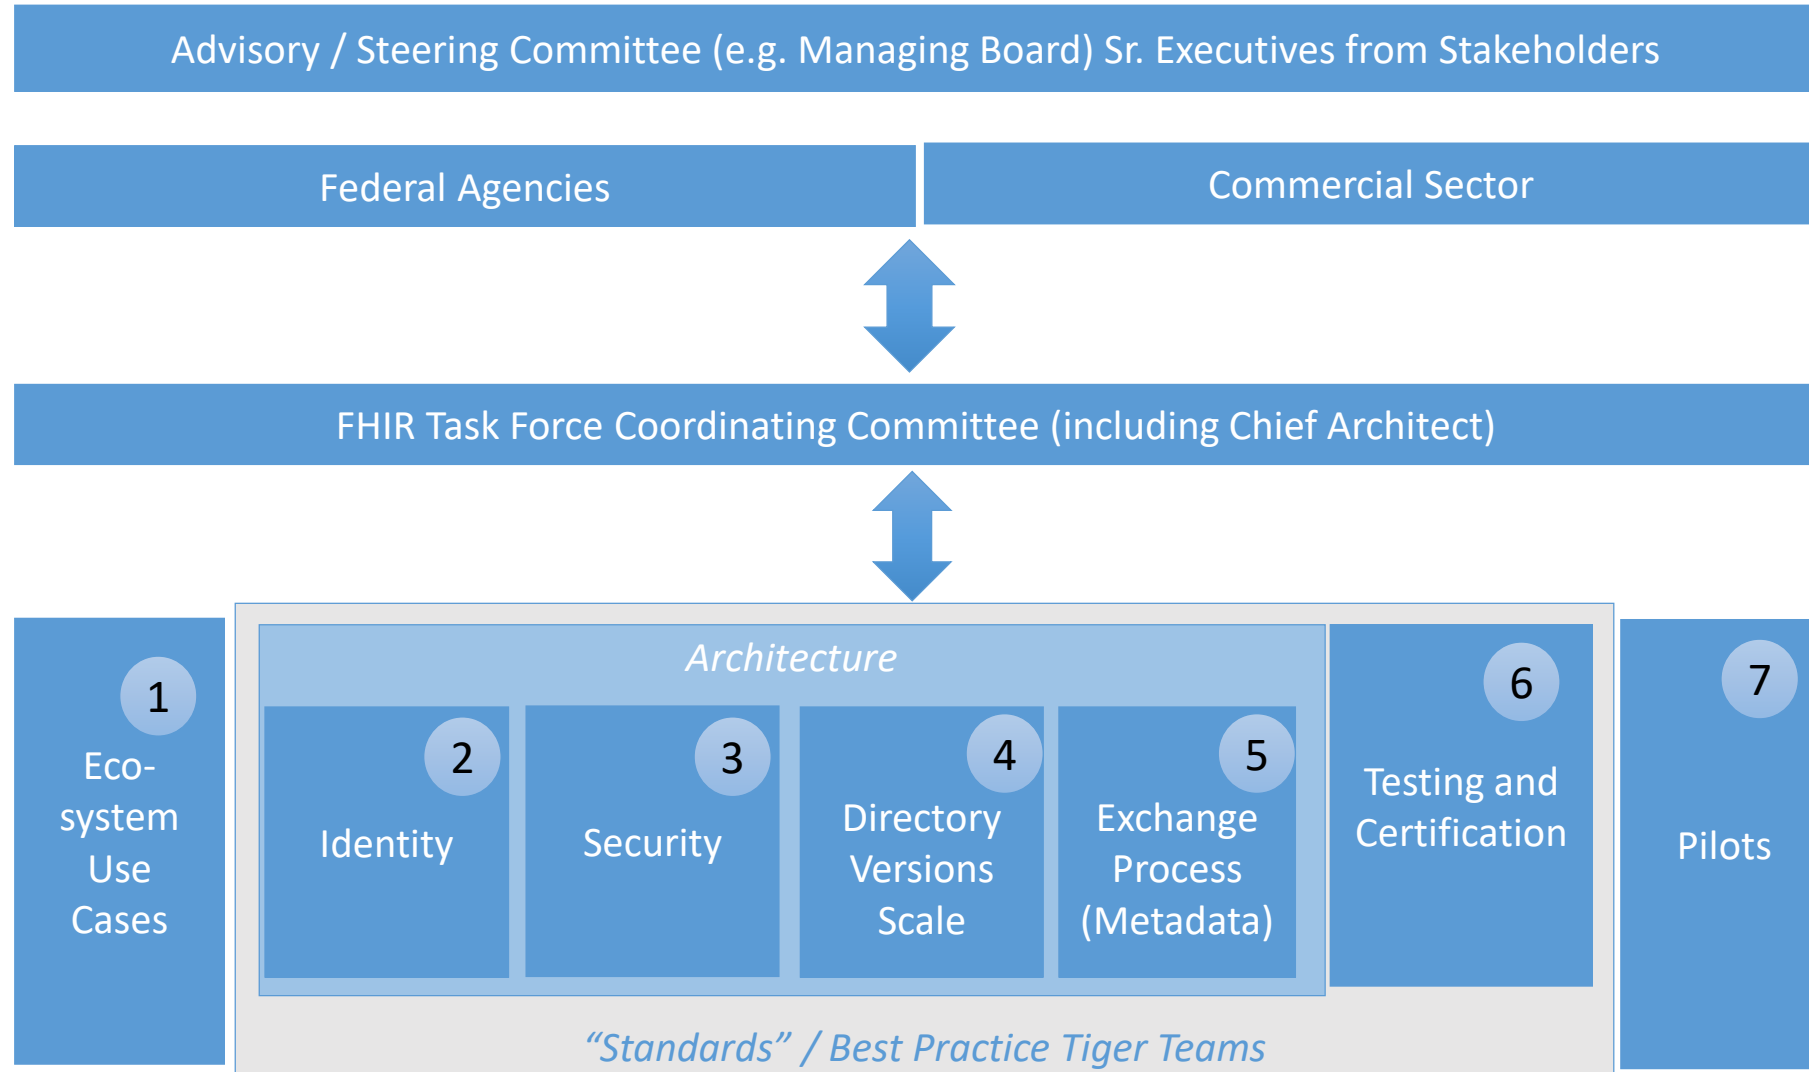 Advisory / Steering Committee (e.g. Managing Board) Sr. Executives from Stakeholders
Federal Agencies
Commercial Sector
FHIR Task Force Coordinating Committee (including Chief Architect)
1
Eco-
system
Use
Cases
Architecture
2
Identity
3
Security
4
Directory
Versions
Scale
5
Exchange
Process
(Metadata)
6
Testing and
Certification
7
Pilots
“Standards” / Best Practice Tiger Teams